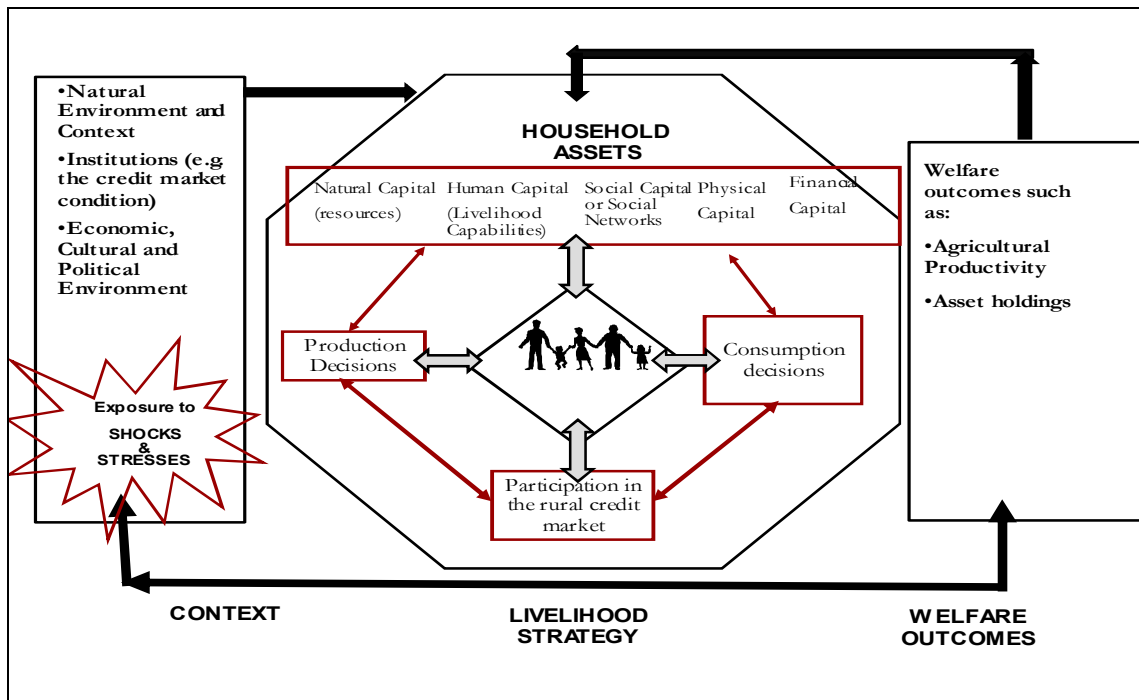 •Natural
Environment and
Context
•Institutions (e.g
the credit market
condition)
•Economic,
Cultural and
Political
Environment
Exposure to
SHOCKS
&
STRESSES
HOUSEHOLD
ASSETS
Natural Capital
(resources)
Human Capital
(Livelihood
Capabilities)
Social Capital
or Social
Networks
Physical
Capital
Financial
Capital
Production
Decisions
Consumption
decisions
Participation in
the rural credit
market
Welfare
outcomes such
as:
•Agricultural
Productivity
•Asset holdings
CONTEXT
LIVELIHOOD
STRATEGY
WELFARE
OUTCOMES